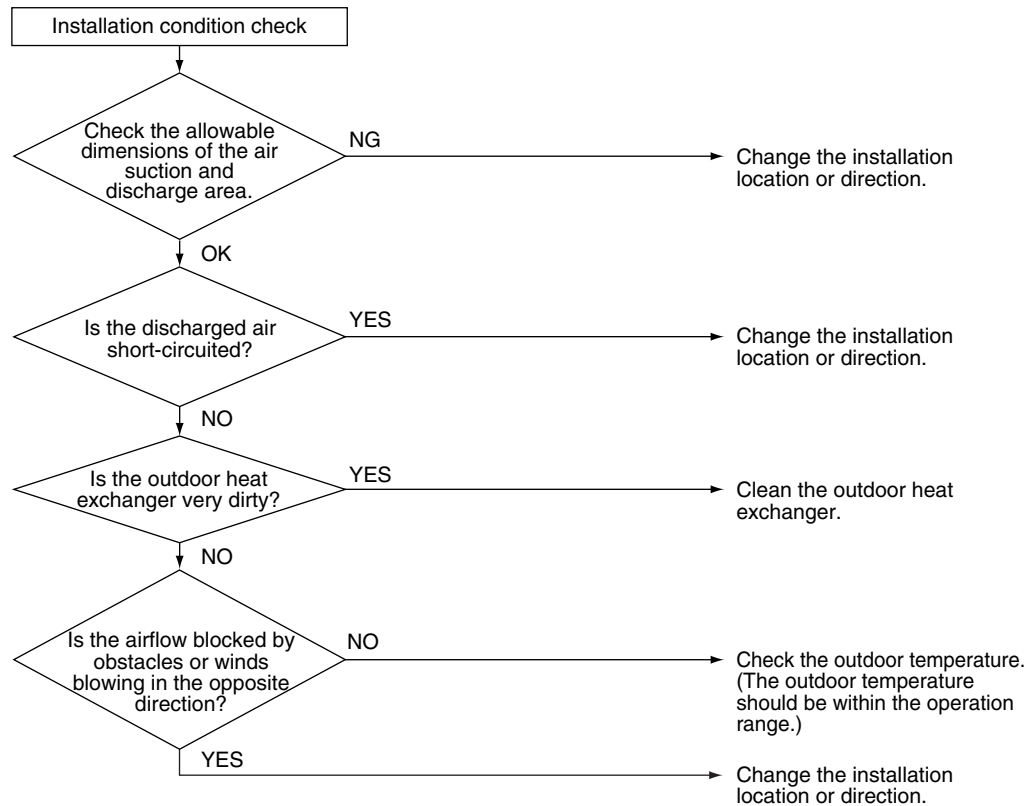 Installation condition check
Check the allowable
dimensions of the air
suction and
discharge area.
NG
Change the installation
location or direction.
OK
Is the discharged air
short-circuited?
YES
Change the installation
location or direction.
NO
Is the outdoor heat
exchanger very dirty?
YES
Clean the outdoor heat
exchanger.
NO
Is the airflow blocked by
obstacles or winds
blowing in the opposite
direction?
NO
Check the outdoor temperature.
(The outdoor temperature
should be within the operation
range.)
YES
Change the installation
location or direction.